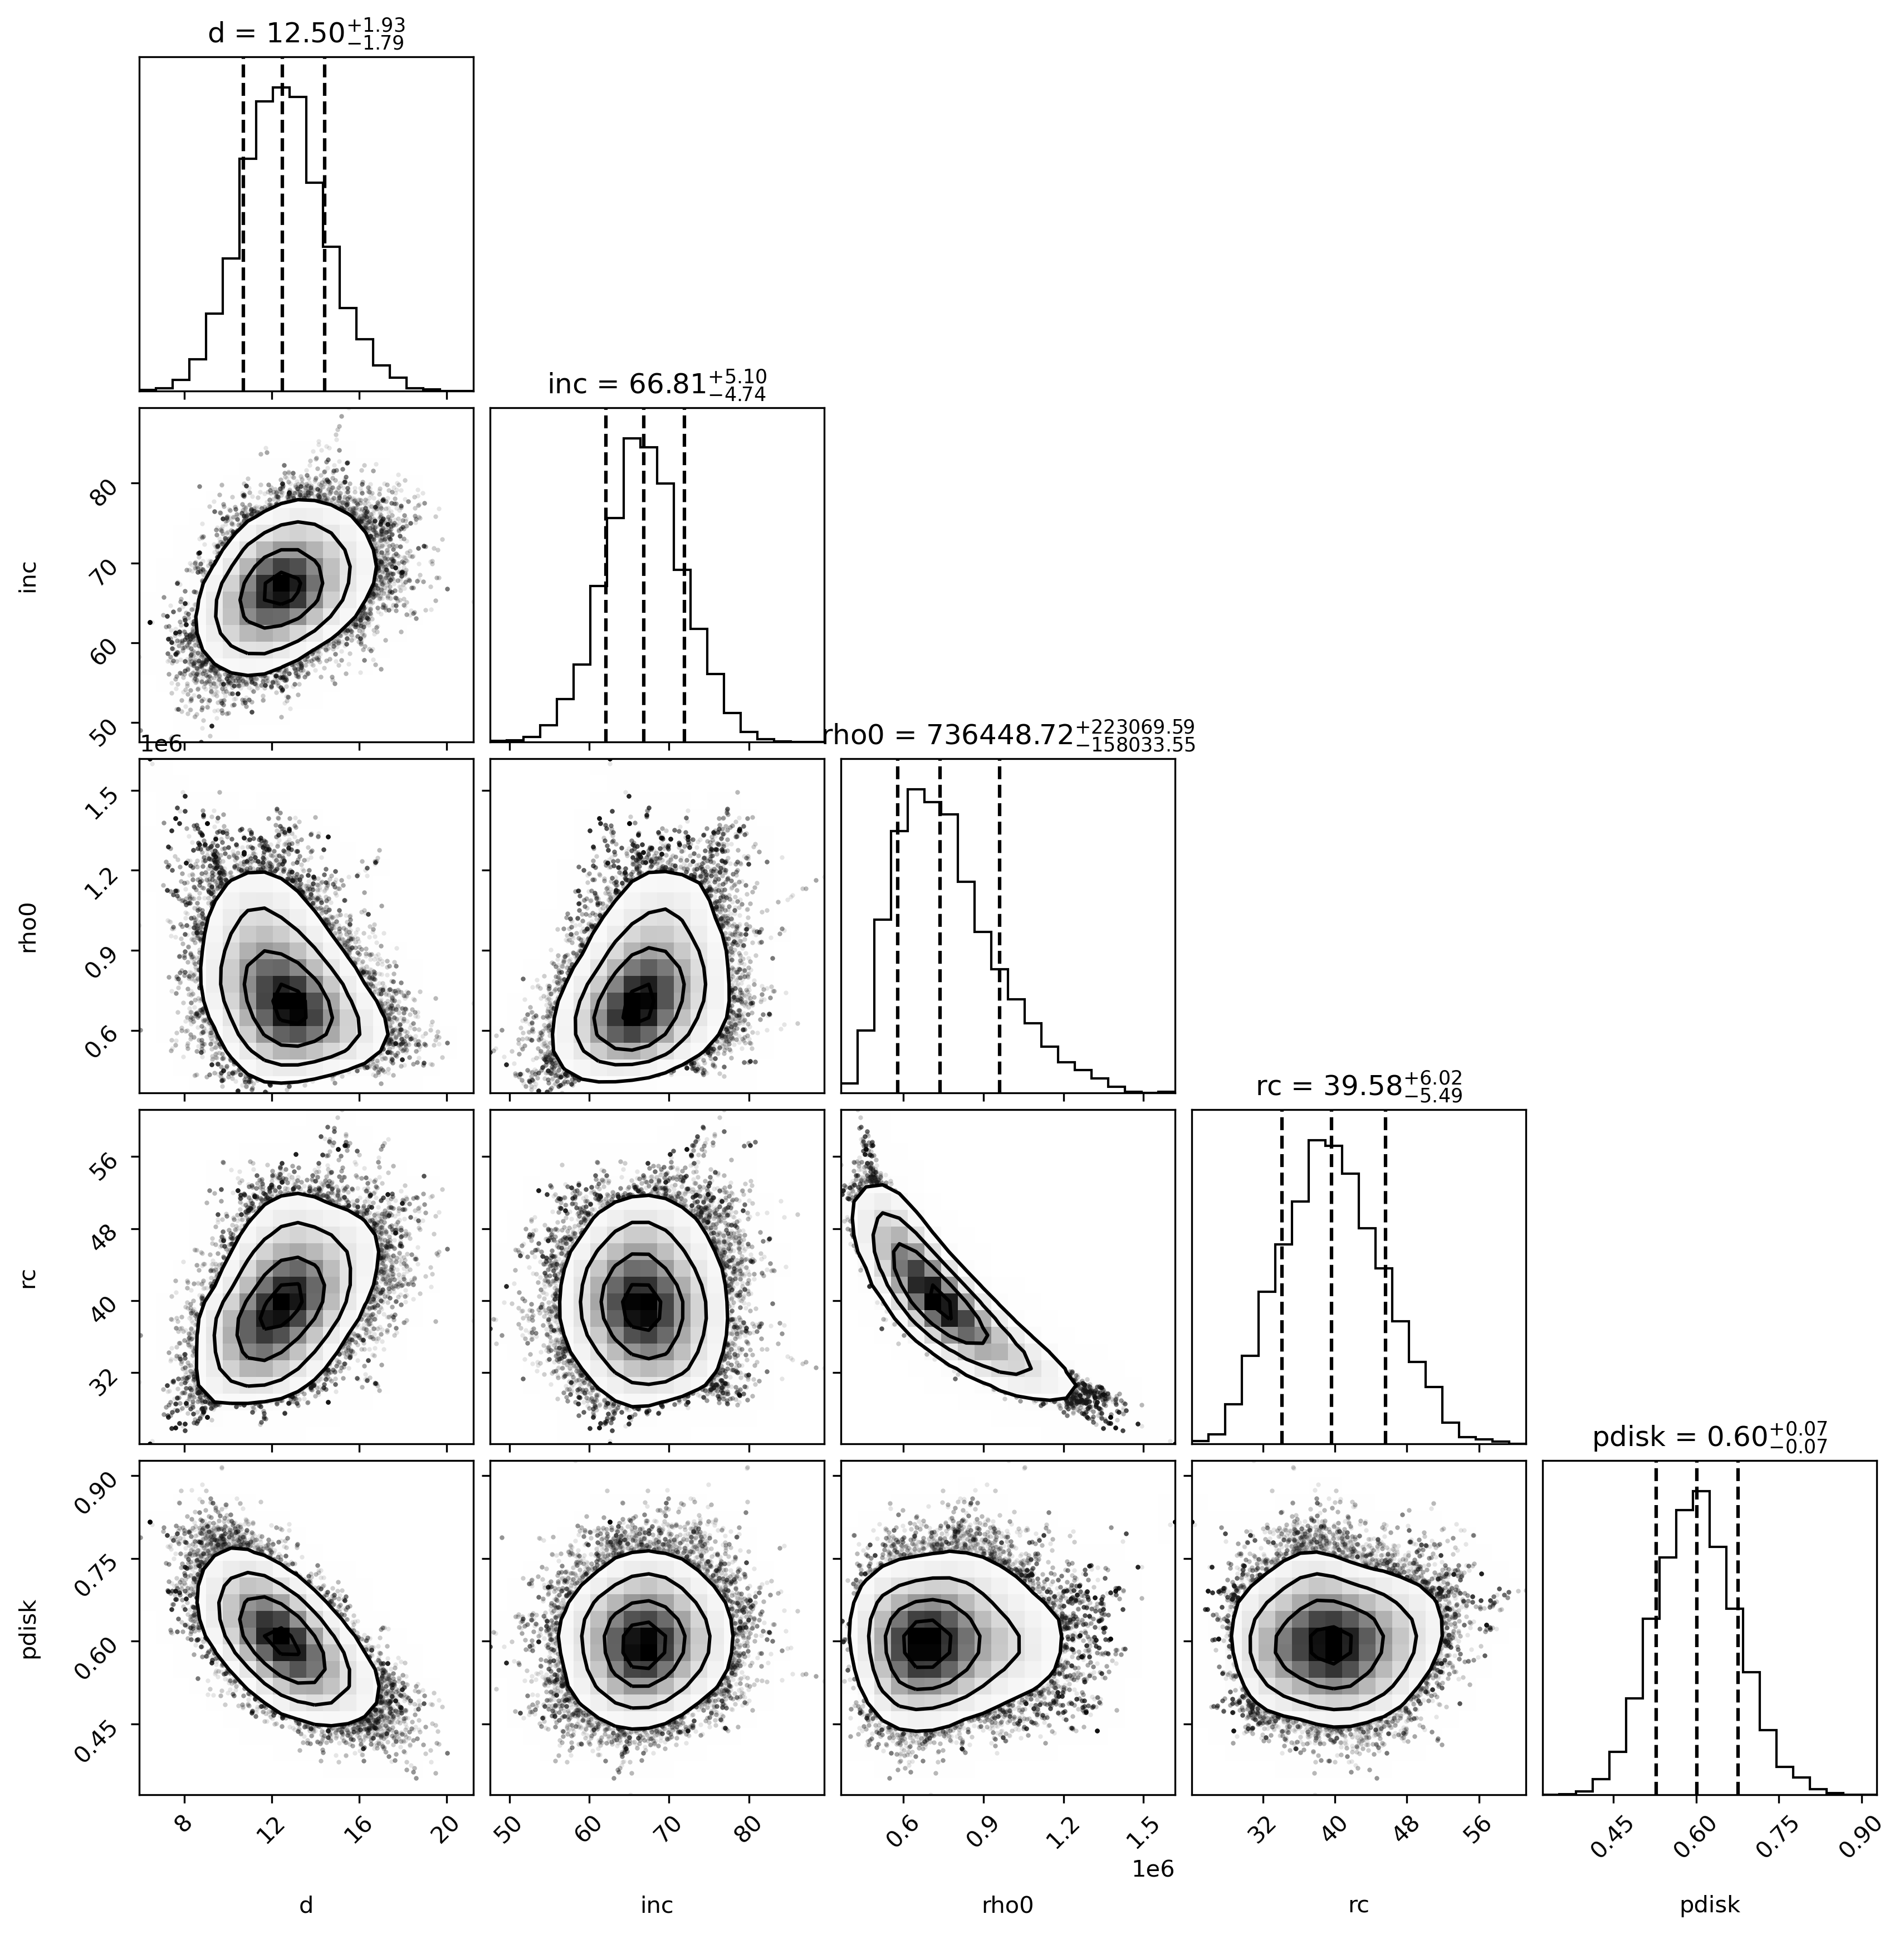 d = 12.50+1.93−1.79
inc = 66.81+5.10−4.74
80
70
60
50
inc
rho0 = 736448.72+223069.59−158033.55
1e6
1.5
1.2
0.9
0.6
rho0
rc = 39.58+6.02−5.49
56
48
40
32
rc
pdisk = 0.60+0.07−0.07
0.90
0.75
0.60
0.45
pdisk
8 12 16 20
50 60 70 80
0.6 0.9 1.2 1.5
32 40 48 56
0.45 0.60 0.75 0.90
1e6
d inc rho0 rc pdisk